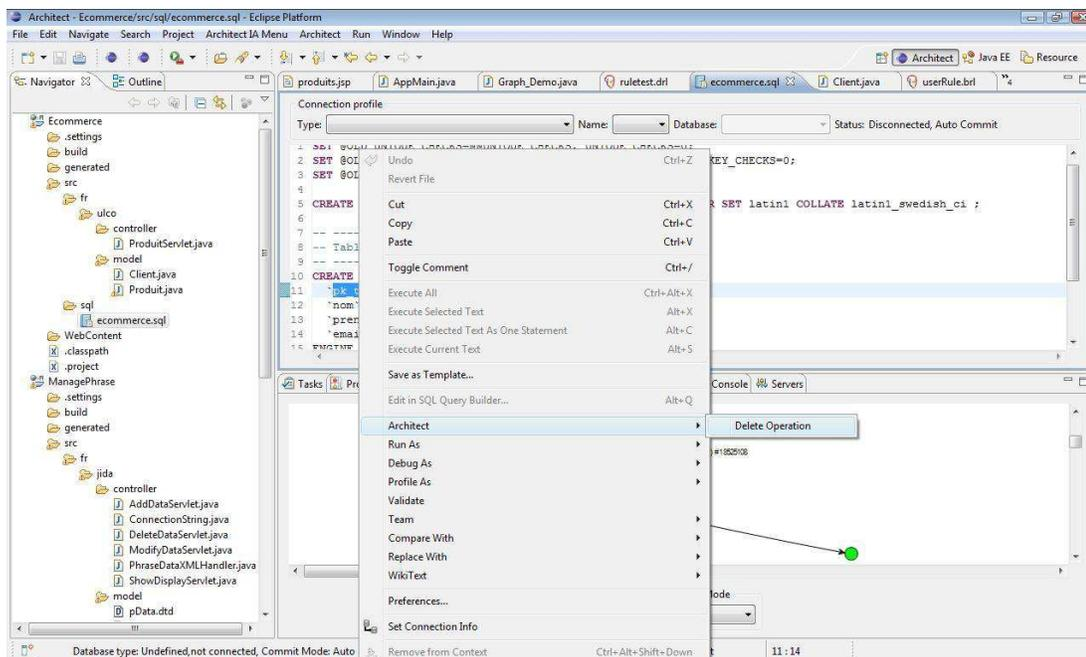 Architect - Ecommerce/src/sql/ecommerce.sql - Eclipse Platform
File Edit Navigate Search Project Architect IA Menu Architect Run Window Help
Architect Java EE Resource
Navigator Outline
produits.jsp AppMain.java Graph_Demo.java ruletest.drl ecommerce.sql Client.java userRule.brl 4
Connection profile
Type: Name: Database: Status: Disconnected, Auto Commit
Ecommerce
.settings
build
generated
src
fr
ulco
controller
ProduitServlet.java
model
Client.java
Produit.java
sql
ecommerce.sql
WebContent
.classpath
.project
ManagePhrase
.settings
build
generated
src
fr
jida
controller
AddDataServlet.java
ConnectionString.java
DeleteDataServlet.java
ModifyDataServlet.java
PhraseDataXMLHandler.java
ShowDisplayServlet.java
model
pData.dtd
2 SET @OL KEY_CHECKS=0;
3 SET @OL
4
5 CREATE R SET latin1 COLLATE latin1_swedish_ci ;
6
7 -- ----
8 -- Tabl
9 -- ----
10 CREATE
11 `pk_t
12 `nom`
13 `pren
14 `emai
15 ENGINE
Undo Ctrl+Z
Revert File
Cut Ctrl+X
Copy Ctrl+C
Paste Ctrl+V
Toggle Comment Ctrl+/
Execute All Ctrl+Alt+X
Execute Selected Text Alt+X
Execute Selected Text As One Statement Alt+C
Execute Current Text Alt+S
Save as Template...
Edit in SQL Query Builder... Alt+Q
Architect
Run As
Debug As
Profile As
Validate
Team
Compare With
Replace With
WikiText
Preferences...
Set Connection Info
Remove from Context Ctrl+Alt+Shift+Down
Delete Operation
Tasks Pr Console Servers
) #18525108
Mode
Database type: Undefined,not connected, Commit Mode: Auto
11 : 14